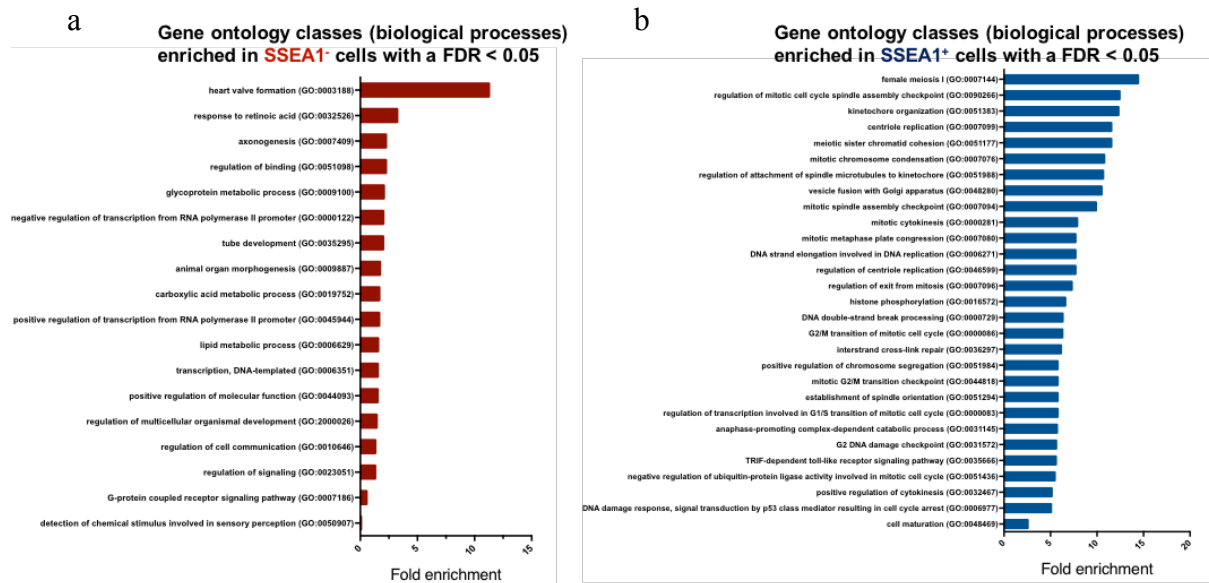 a
Gene ontology classes (biological processes)
enriched in SSEA1- cells with a FDR < 0.05
heart valve formation (GO:0003188)
response to retinoic acid (GO:0032526)
axonogenesis (GO:0007409)
regulation of binding (GO:0051098)
glycoprotein metabolic process (GO:0009100)
negative regulation of transcription from RNA polymerase II promoter (GO:0000122)
tube development (GO:0035295)
animal organ morphogenesis (GO:0009887)
carboxylic acid metabolic process (GO:0019752)
positive regulation of transcription from RNA polymerase II promoter (GO:0045944)
lipid metabolic process (GO:0006629)
transcription, DNA-templated (GO:0006351)
positive regulation of molecular function (GO:0044093)
regulation of multicellular organismal development (GO:2000026)
regulation of cell communication (GO:0010646)
regulation of signaling (GO:0023051)
G-protein coupled receptor signaling pathway (GO:0007186)
detection of chemical stimulus involved in sensory perception (GO:0050907)
0 5 10 15
Fold enrichment
b
Gene ontology classes (biological processes)
enriched in SSEA1+ cells with a FDR < 0.05
female meiosis I (GO:0007144)
regulation of mitotic cell cycle spindle assembly checkpoint (GO:0090266)
kinetochore organization (GO:0051383)
centriole replication (GO:0007099)
meiotic sister chromatid cohesion (GO:0051177)
mitotic chromosome condensation (GO:0007076)
regulation of attachment of spindle microtubules to kinetochore (GO:0051988)
vesicle fusion with Golgi apparatus (GO:0048280)
mitotic spindle assembly checkpoint (GO:0007094)
mitotic cytokinesis (GO:0000281)
mitotic metaphase plate congression (GO:0007080)
DNA strand elongation involved in DNA replication (GO:0006271)
regulation of centriole replication (GO:0046599)
regulation of exit from mitosis (GO:0007096)
histone phosphorylation (GO:0016572)
DNA double-strand break processing (GO:0000729)
G2/M transition of mitotic cell cycle (GO:0000086)
interstrand cross-link repair (GO:0036297)
positive regulation of chromosome segregation (GO:0051984)
mitotic G2/M transition checkpoint (GO:0044818)
establishment of spindle orientation (GO:0051294)
regulation of transcription involved in G1/S transition of mitotic cell cycle (GO:0000083)
anaphase-promoting complex-dependent catabolic process (GO:0031145)
G2 DNA damage checkpoint (GO:0031572)
TRIF-dependent toll-like receptor signaling pathway (GO:0035666)
negative regulation of ubiquitin-protein ligase activity involved in mitotic cell cycle (GO:0051436)
positive regulation of cytokinesis (GO:0032467)
DNA damage response, signal transduction by p53 class mediator resulting in cell cycle arrest (GO:0006977)
cell maturation (GO:0048469)
0 5 10 15 20
Fold enrichment